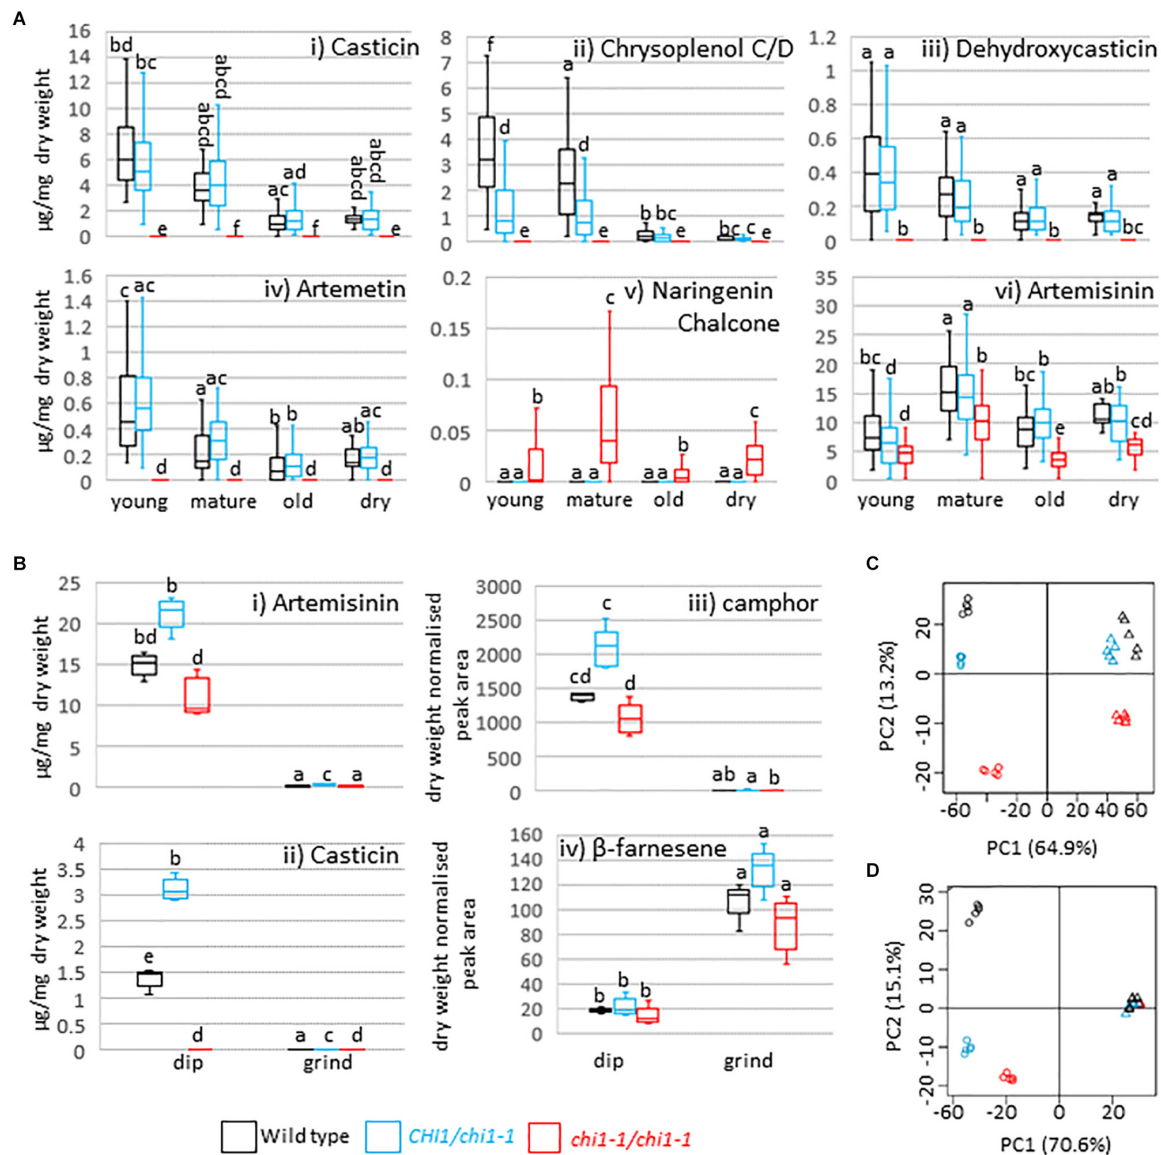 A
i) Casticin
µg/mg dry weight
16
14
12
10
8
6
4
2
0
bd
bc
abcd
abcd
f
ac
ad
f
abcd
abcd
e
e
ii) Chrysoplenol C/D
8
7
6
5
4
3
2
1
0
f
d
e
a
d
e
b
bc
e
b
c
e
iii) Dehydroxycasticin
1.2
1
0.8
0.6
0.4
0.2
0
a
a
b
a
a
b
a
a
b
a
a
bc
iv) Artemetin
µg/mg dry weight
1.6
1.4
1.2
1
0.8
0.6
0.4
0.2
0
c
ac
d
a
ac
d
b
b
d
ab
ac
d
young
mature
old
dry
v) Naringenin
Chalcone
0.2
0.15
0.1
0.05
0
aa
b
aa
c
aa
b
aa
c
young
mature
old
dry
vi) Artemisinin
35
30
25
20
15
10
5
0
bc
d
d
a
a
b
bc
b
e
ab
b
cd
young
mature
old
dry
B
i) Artemisinin
µg/mg dry weight
25
20
15
10
5
0
bd
b
d
a
c
a
iii) camphor
dry weight normalised
peak area
3000
2500
2000
1500
1000
500
0
cd
c
d
ab
a
b
ii) Casticin
µg/mg dry weight
4
3.5
3
2.5
2
1.5
1
0.5
0
e
b
d
a
c
d
dip
grind
iv) β-farnesene
dry weight normalised
peak area
160
140
120
100
80
60
40
20
0
b
b
b
a
a
a
dip
grind
C
PC2 (13.2%)
20
0
-10
-20
-60
-20
0
20
40
60
PC1 (64.9%)
D
PC2 (15.1%)
30
20
10
0
-10
-20
-60
-40
-20
0
20
PC1 (70.6%)
Wild type
CHI1/chi1-1
chi1-1/chi1-1